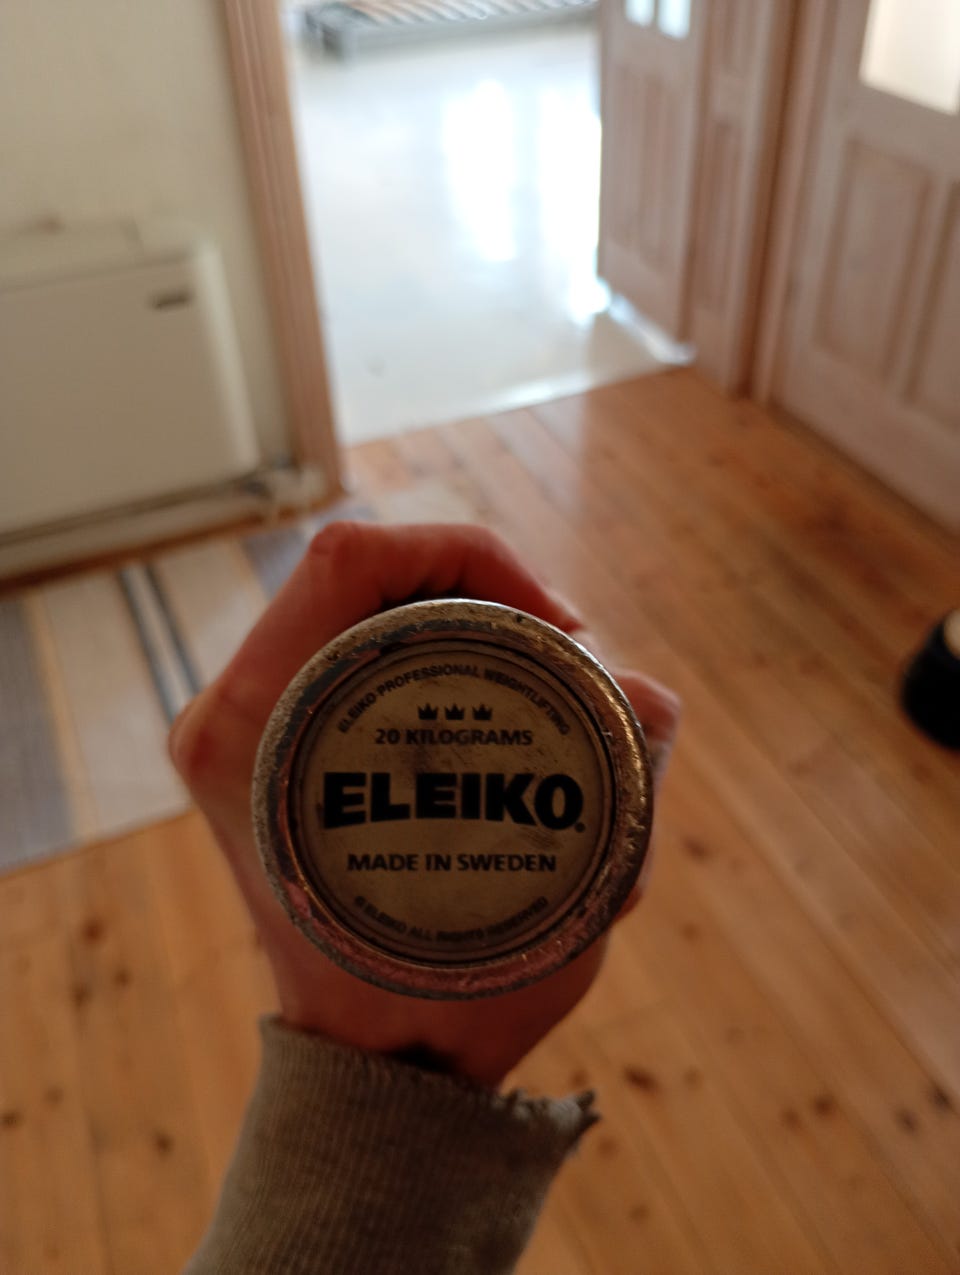 ELEIKO PROFESSIONAL WEIGHTLIFTING
20 KILOGRAMS
ELEIKO.
MADE IN SWEDEN
© ELEIKO ALL RIGHTS RESERVED